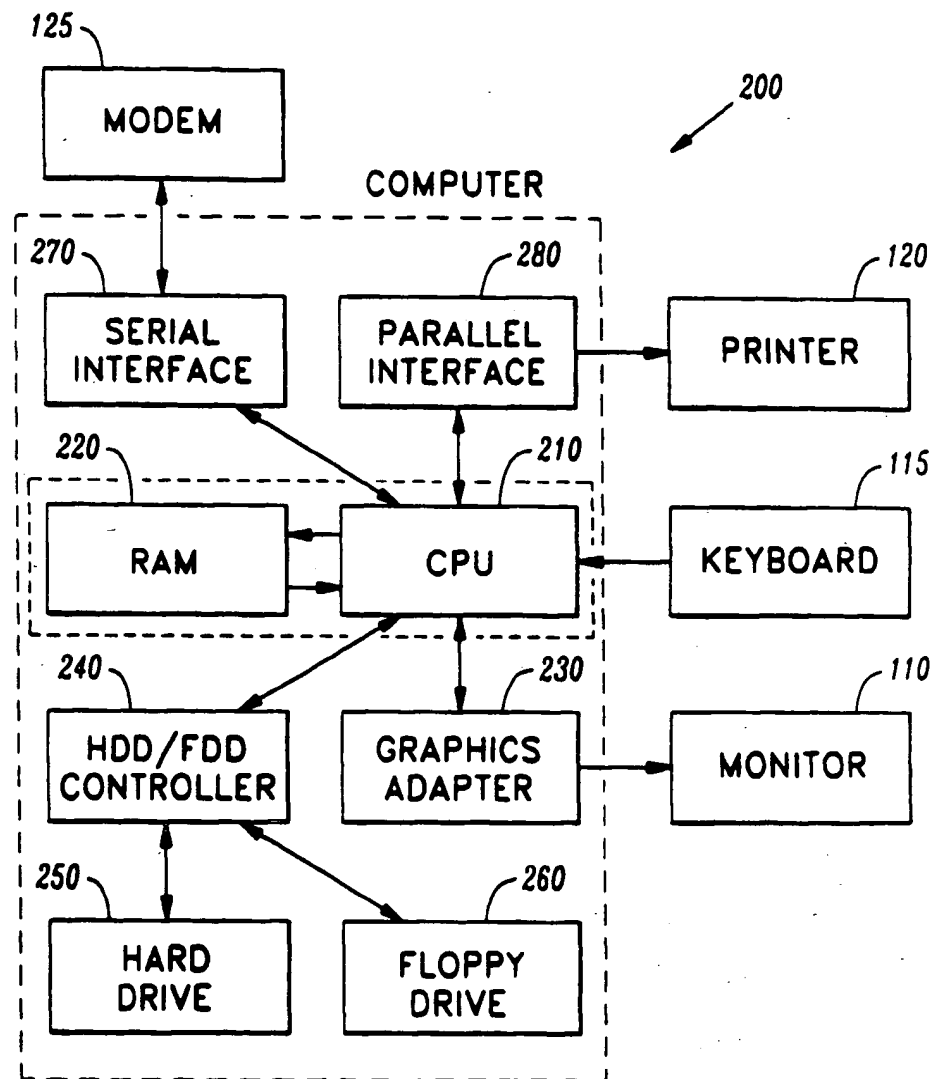 125
MODEM
200
COMPUTER
270
SERIAL
INTERFACE
280
PARALLEL
INTERFACE
120
PRINTER
220
RAM
210
CPU
115
KEYBOARD
240
HDD/FDD
CONTROLLER
230
GRAPHICS
ADAPTER
110
MONITOR
250
HARD
DRIVE
260
FLOPPY
DRIVE